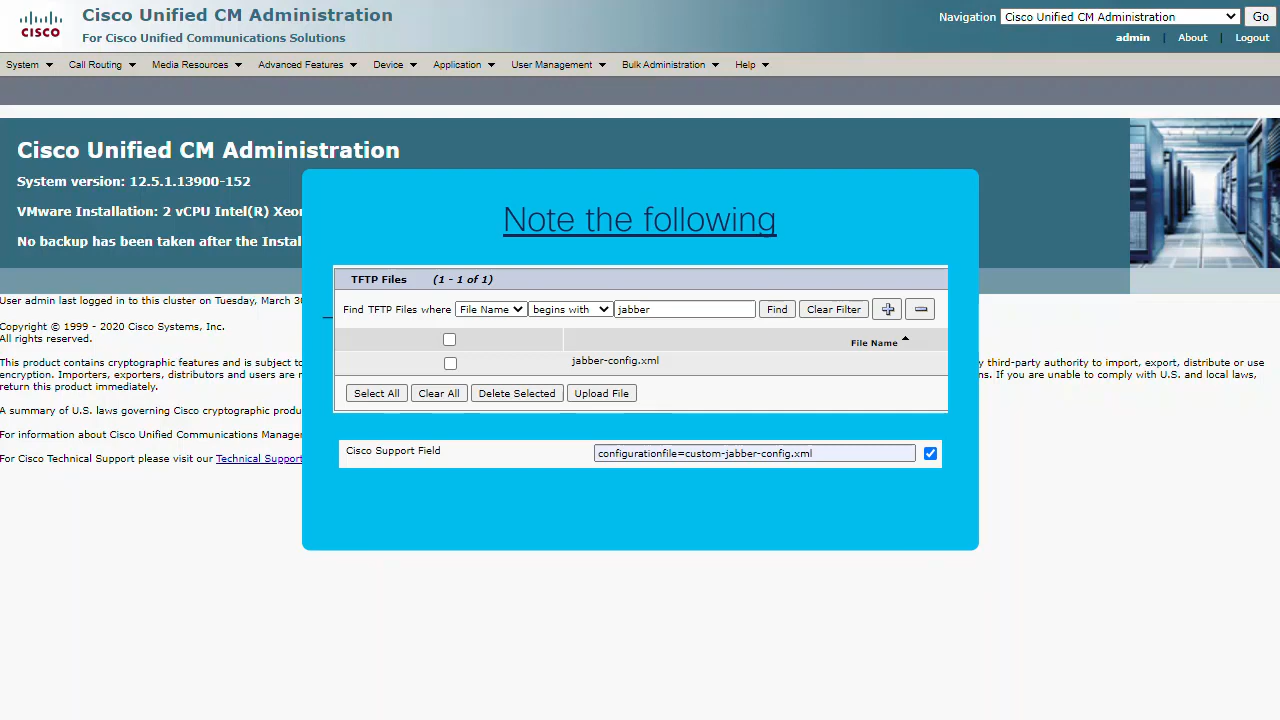 CISCO
Cisco Unified CM Administration
For Cisco Unified Communications Solutions
Navigation Cisco Unified CM Administration Go
admin | About | Logout
System Call Routing Media Resources Advanced Features Device Application User Management Bulk Administration Help
Cisco Unified CM Administration
System version: 12.5.1.13900-152
VMware Installation: 2 vCPU Intel(R) Xeo
No backup has been taken after the Instal
Note the following
TFTP Files (1 - 1 of 1)
Find TFTP Files where File Name begins with jabber Find Clear Filter
File Name
jabber-config.xml
Select All Clear All Delete Selected Upload File
Cisco Support Field configurationfile=custom-jabber-config.xml
User admin last logged in to this cluster on Tuesday, March 30
Copyright © 1999 - 2020 Cisco Systems, Inc.
All rights reserved.
This product contains cryptographic features and is subject to y third-party authority to import, export, distribute or use
encryption. Importers, exporters, distributors and users are r ns. If you are unable to comply with U.S. and local laws,
return this product immediately.
A summary of U.S. laws governing Cisco cryptographic produ
For information about Cisco Unified Communications Manager
For Cisco Technical Support please visit our Technical Support